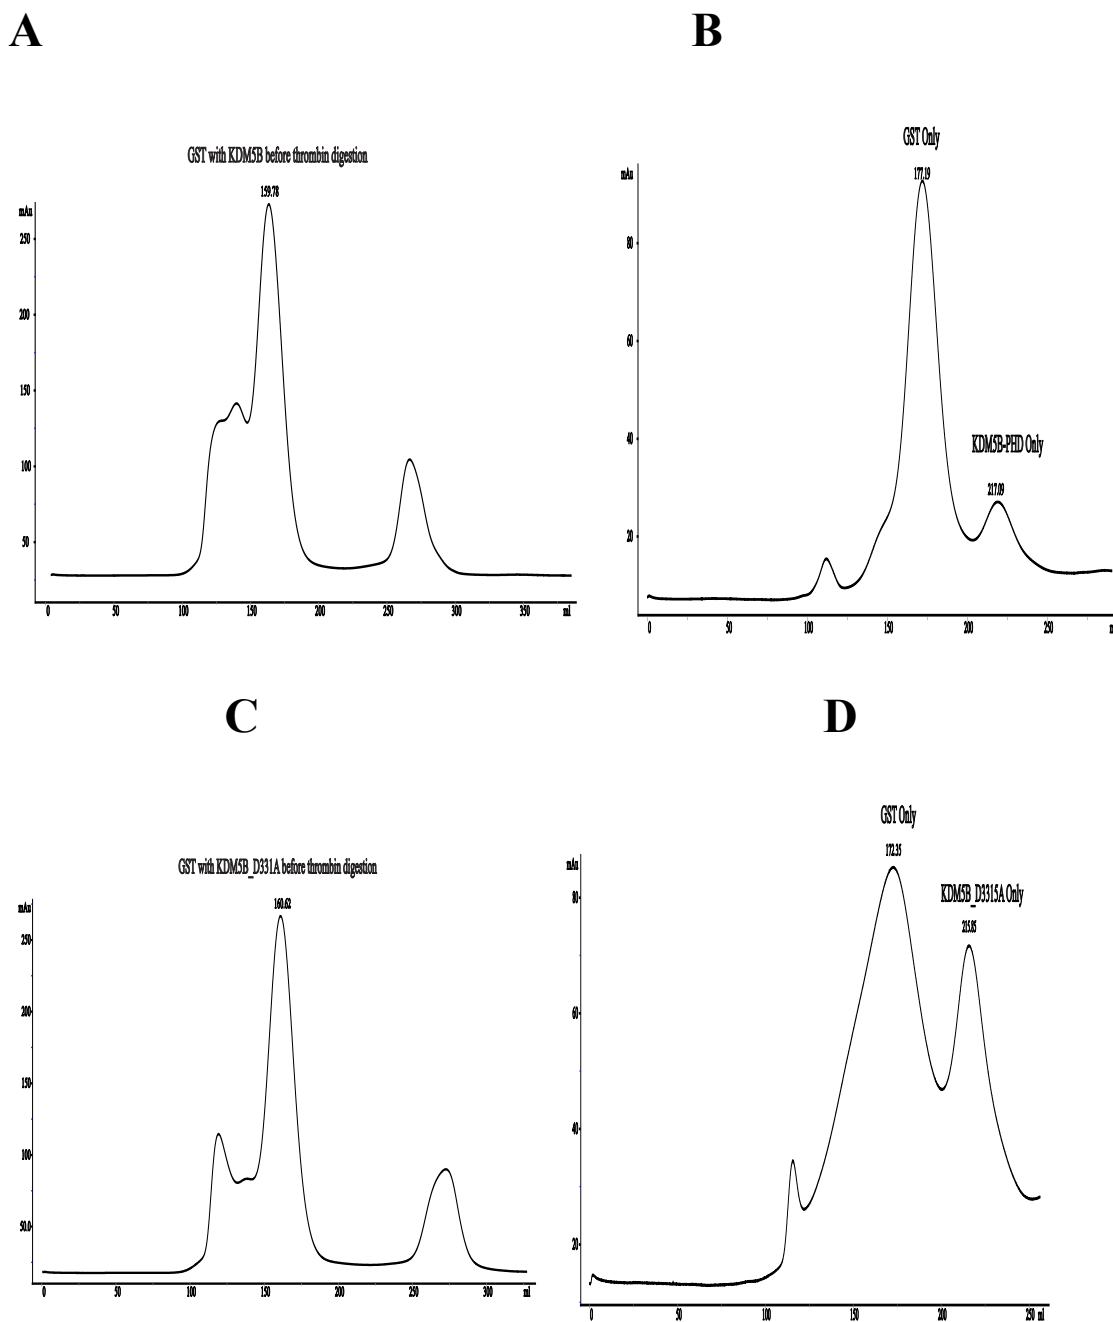 A
B
GST with KDM5B before thrombin digestion
159.78
mAu
250
200
150
100
50
0 50 100 150 200 250 300 350 ml
GST Only
177.19
mAu
80
60
40
20
KDM5B-PHD Only
217.09
0 50 100 150 200 250 m
C
D
GST with KDM5B_D331A before thrombin digestion
160.62
mAu
250
200
150
100
50.0
0 50 100 150 200 250 300 ml
GST Only
172.35
mAu
80
60
40
20
KDM5B_D3315A Only
215.85
0 50 100 150 200 250 ml